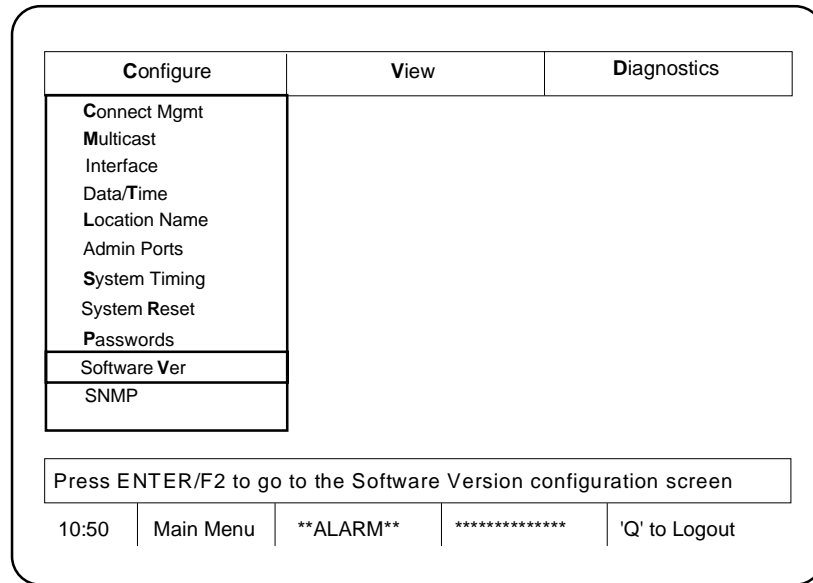 Configure View Diagnostics
Connect Mgmt
Multicast
Interface
Data/Time
Location Name
Admin Ports
System Timing
System Reset
Passwords
Software Ver
SNMP
Press ENTER/F2 to go to the Software Version configuration screen
10:50 Main Menu **ALARM** ************** 'Q' to Logout